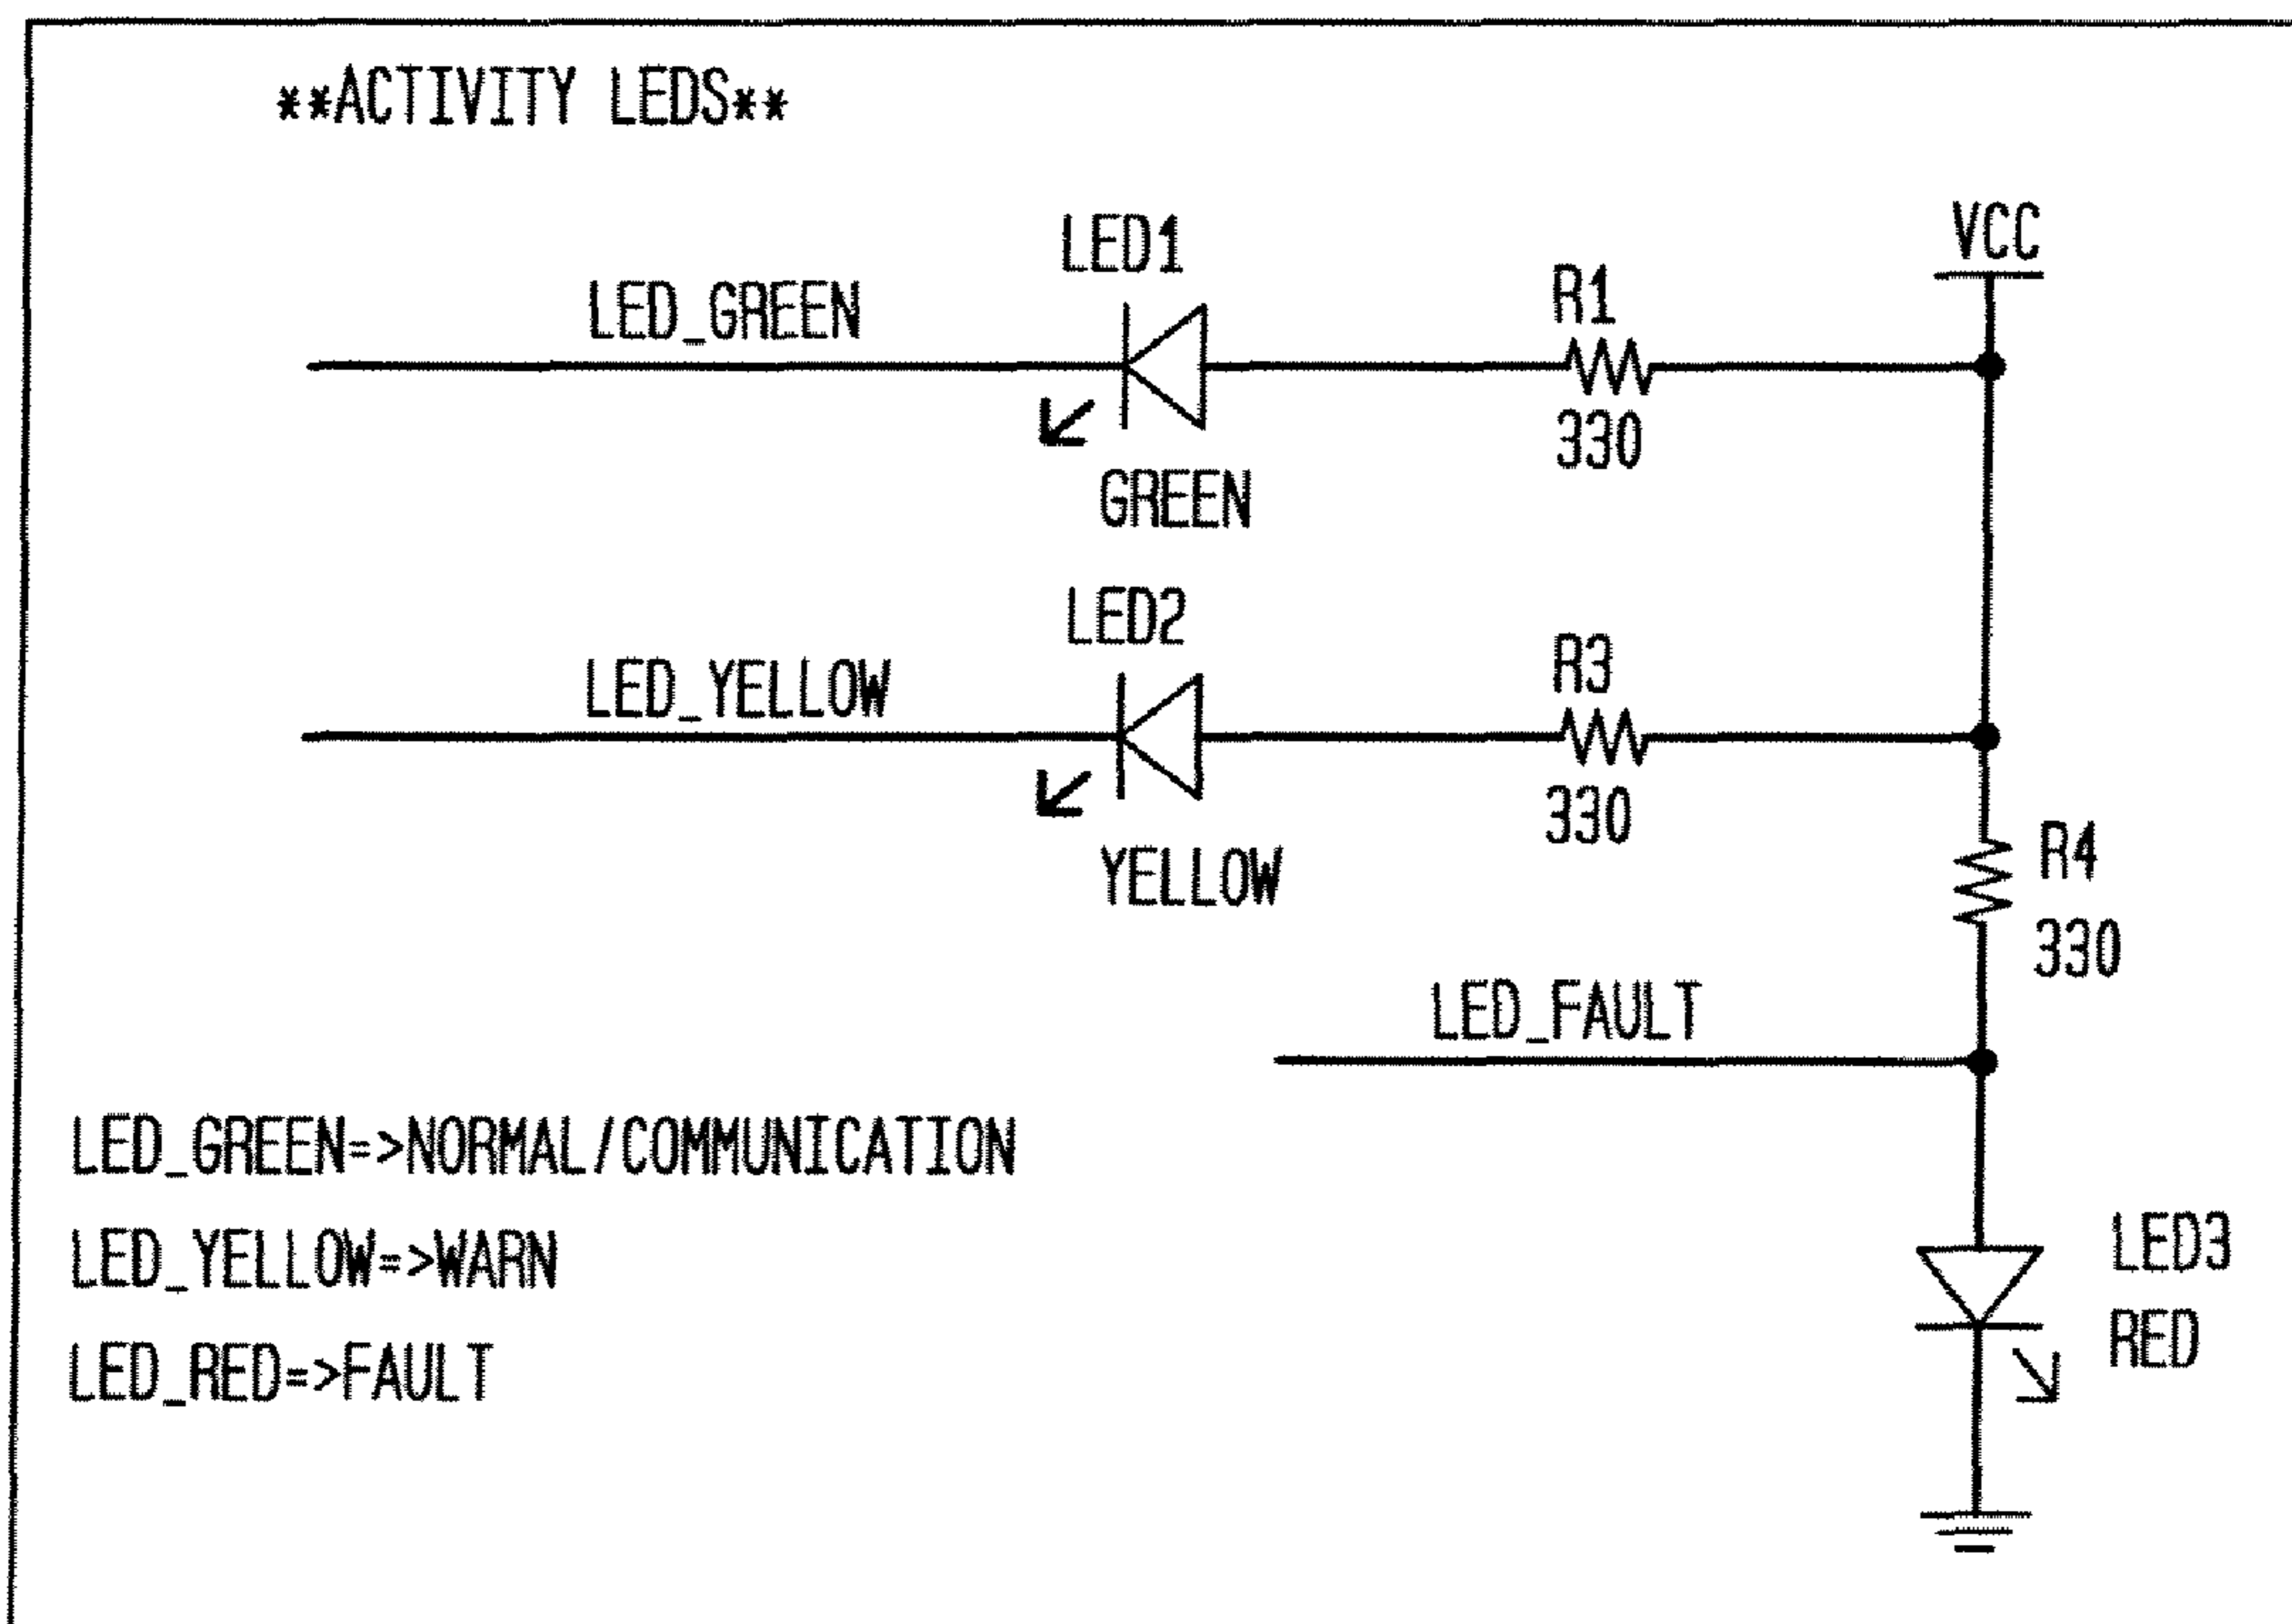 **ACTIVITY LEDS**
VCC
LED1
LED_GREEN
R1
330
GREEN
LED2
LED_YELLOW
R3
330
YELLOW
R4
330
LED_FAULT
LED_GREEN=>NORMAL/COMMUNICATION
LED_YELLOW=>WARN
LED_RED=>FAULT
LED3
RED